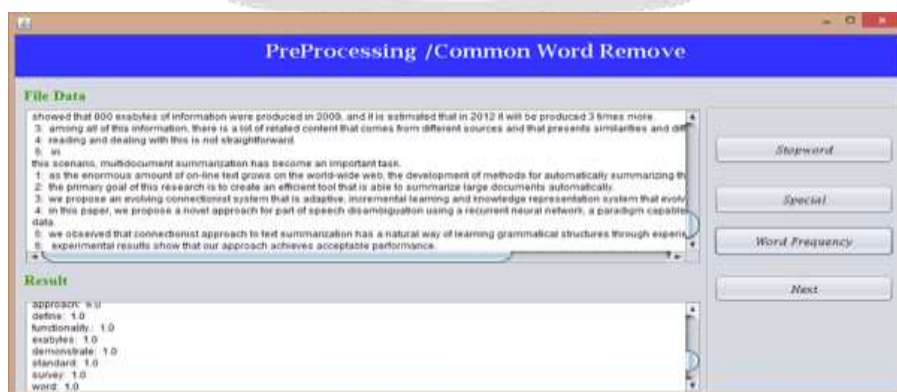 PreProcessing /Common Word Remove
File Data
showed that 800 exabytes of information were produced in 2009, and it is estimated that in 2012 it will be produced 3 times more.
3: among all of this information, there is a lot of related content that comes from different sources and that presents similarities and diff
4: reading and dealing with this is not straightforward
5: in
this scenario, multidocument summarization has become an important task.
1: as the enormous amount of on-line text grows on the world-wide web, the development of methods for automatically summarizing th
2: the primary goal of this research is to create an efficient tool that is able to summarize large documents automatically.
3: we propose an evolving connectionist system that is adaptive, incremental learning and knowledge representation system that evolv
4: in this paper, we propose a novel approach for part of speech disambiguation using a recurrent neural network, a paradigm capable
data.
5: we observed that connectionist approach to text summarization has a natural way of learning grammatical structures through experie
6: experimental results show that our approach achieves acceptable performance.
Stopword
Special
Word Frequency
Next
Result
approach: 6.0
define: 1.0
functionality.: 1.0
exabytes: 1.0
demonstrate: 1.0
standard: 1.0
survey: 1.0
word: 1.0